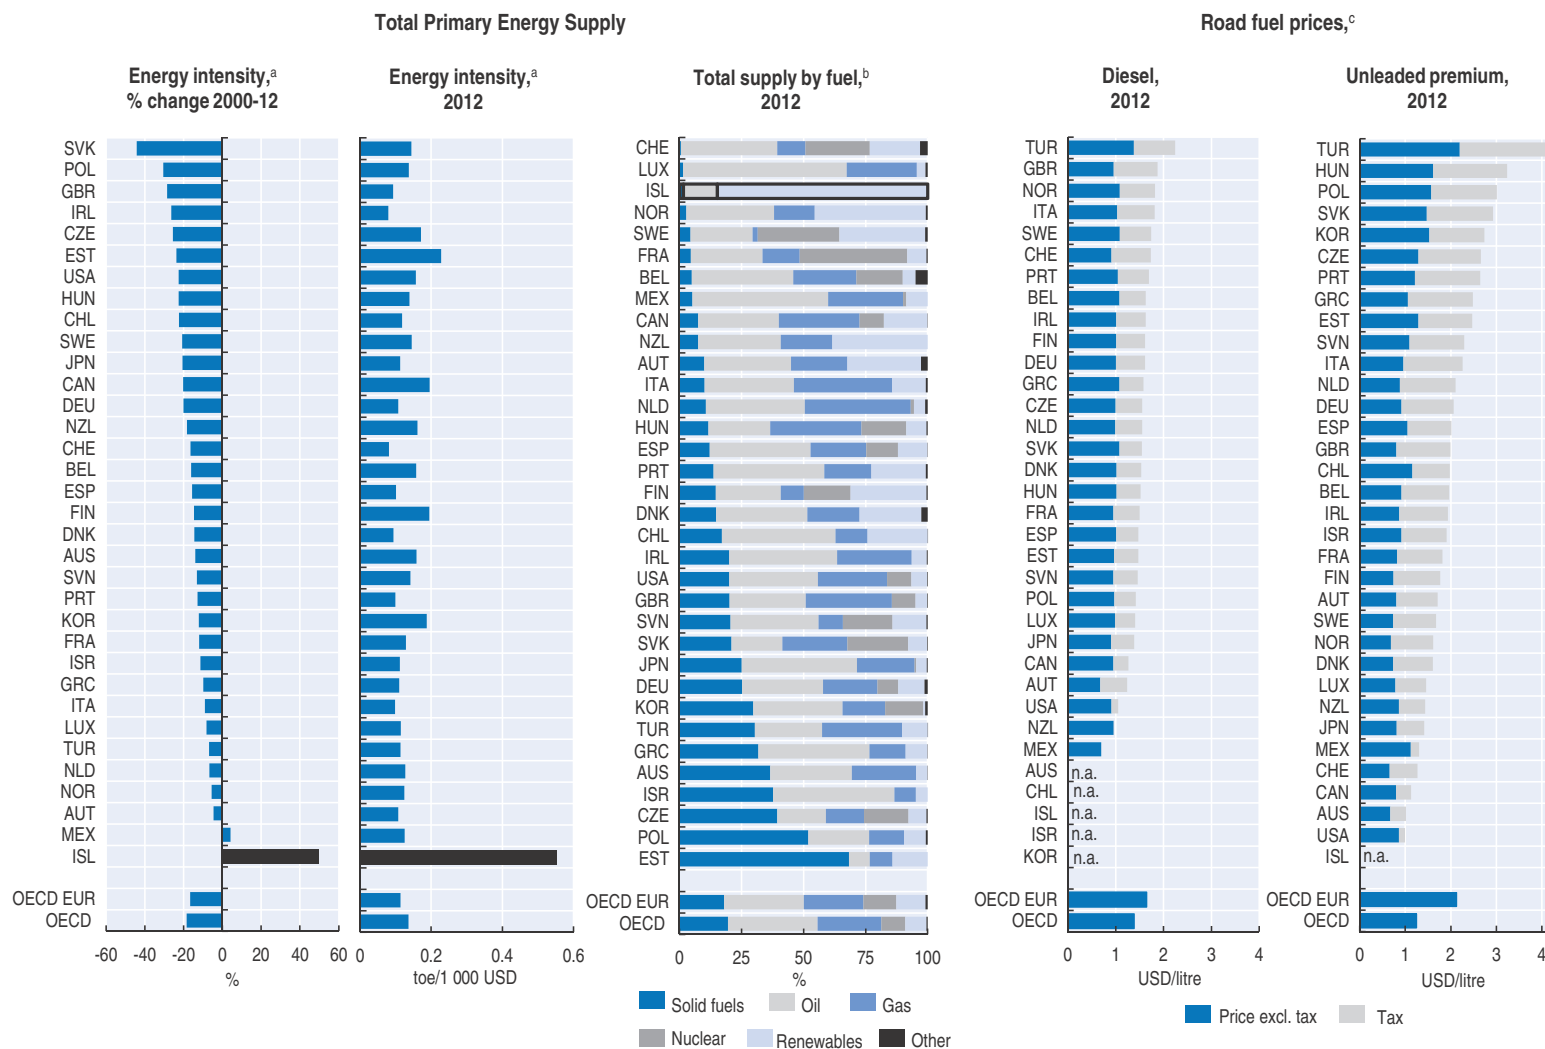 Total Primary Energy Supply
Road fuel prices,c
Energy intensity,a
% change 2000-12
Energy intensity,a
2012
Total supply by fuel,b
2012
Diesel,
2012
Unleaded premium,
2012
SVK
POL
GBR
IRL
CZE
EST
USA
HUN
CHL
SWE
JPN
CAN
DEU
NZL
CHE
BEL
ESP
FIN
DNK
AUS
SVN
PRT
KOR
FRA
ISR
GRC
ITA
LUX
TUR
NLD
NOR
AUT
MEX
ISL
OECD EUR
OECD
-60 -40 -20 0 20 40 60
%
0 0.2 0.4 0.6
toe/1 000 USD
CHE
LUX
ISL
NOR
SWE
FRA
BEL
MEX
CAN
NZL
AUT
ITA
NLD
HUN
ESP
PRT
FIN
DNK
CHL
IRL
USA
GBR
SVN
SVK
JPN
DEU
KOR
TUR
GRC
AUS
ISR
CZE
POL
EST
OECD EUR
OECD
0 25 50 75 100
%
Solid fuels Oil Gas
Nuclear Renewables Other
TUR
GBR
NOR
ITA
SWE
CHE
PRT
BEL
IRL
FIN
DEU
GRC
CZE
NLD
SVK
DNK
HUN
FRA
ESP
EST
SVN
POL
LUX
JPN
CAN
AUT
USA
NZL
MEX
AUS n.a.
CHL n.a.
ISL n.a.
ISR n.a.
KOR n.a.
OECD EUR
OECD
0 1 2 3 4
USD/litre
TUR
HUN
POL
SVK
KOR
CZE
PRT
GRC
EST
SVN
ITA
NLD
DEU
ESP
GBR
CHL
BEL
IRL
ISR
FRA
FIN
AUT
SWE
NOR
DNK
LUX
NZL
JPN
MEX
CHE
CAN
AUS
USA
ISL n.a.
OECD EUR
OECD
0 1 2 3 4
USD/litre
Price excl. tax Tax